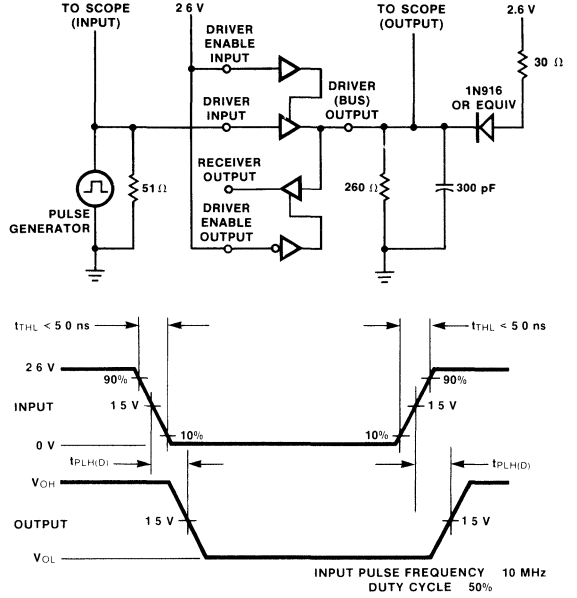 TO SCOPE
(INPUT)
2 6 V
TO SCOPE
(OUTPUT)
2.6 V
DRIVER
ENABLE
INPUT
30 Ω
DRIVER
INPUT
DRIVER
(BUS)
OUTPUT
1N916
OR EQUIV
RECEIVER
OUTPUT
51 Ω
260 Ω
300 pF
PULSE
GENERATOR
DRIVER
ENABLE
OUTPUT
tTHL < 5 0 ns
tTHL < 5 0 ns
2 6 V
90%
90%
INPUT
1 5 V
1 5 V
10%
10%
0 V
tPLH(D)
tPLH(D)
VOH
OUTPUT
1 5 V
1 5 V
VOL
INPUT PULSE FREQUENCY 10 MHz
DUTY CYCLE 50%